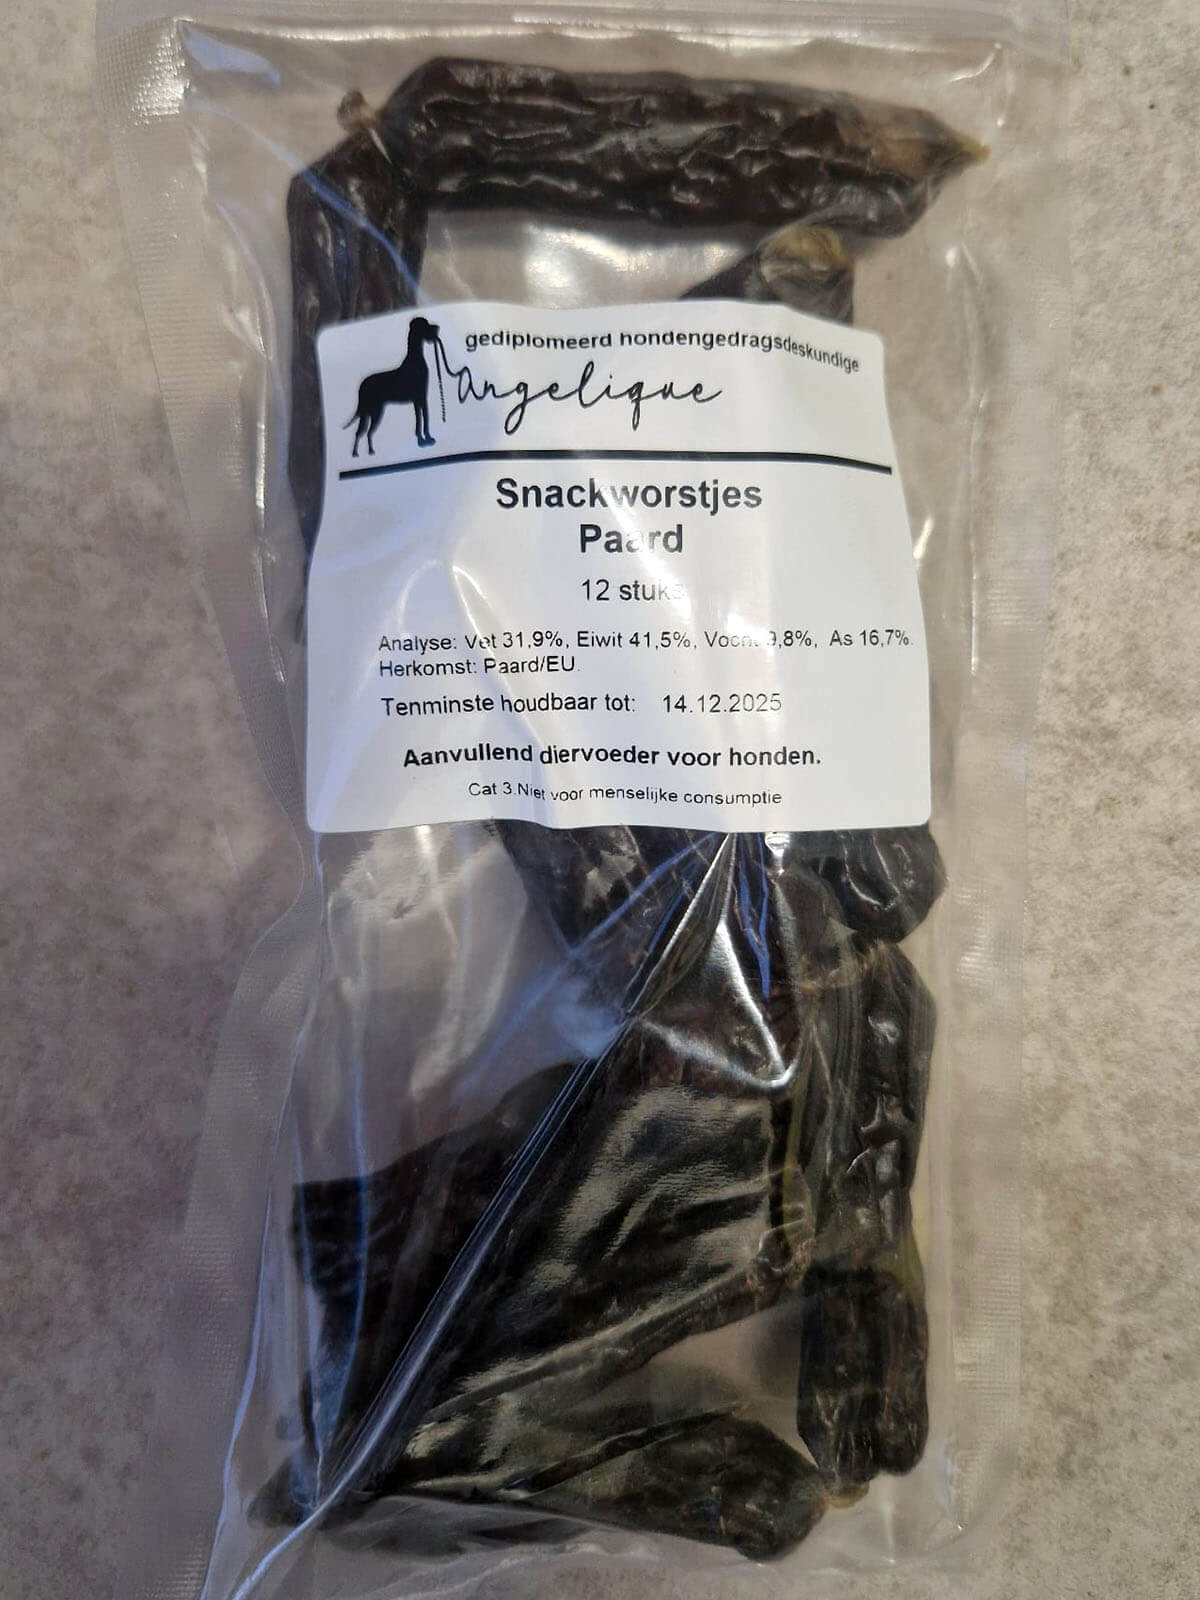 gediplomeerd hondengedragsdeskundige
Angelique
Snackworstjes
Paard
12 stuks
Analyse: Vet 31,9%, Eiwit 41,5%, Vocht 9,8%, As 16,7%.
Herkomst: Paard/EU.
Tenminste houdbaar tot: 14.12.2025
Aanvullend diervoeder voor honden.
Cat 3.Niet voor menselijke consumptie